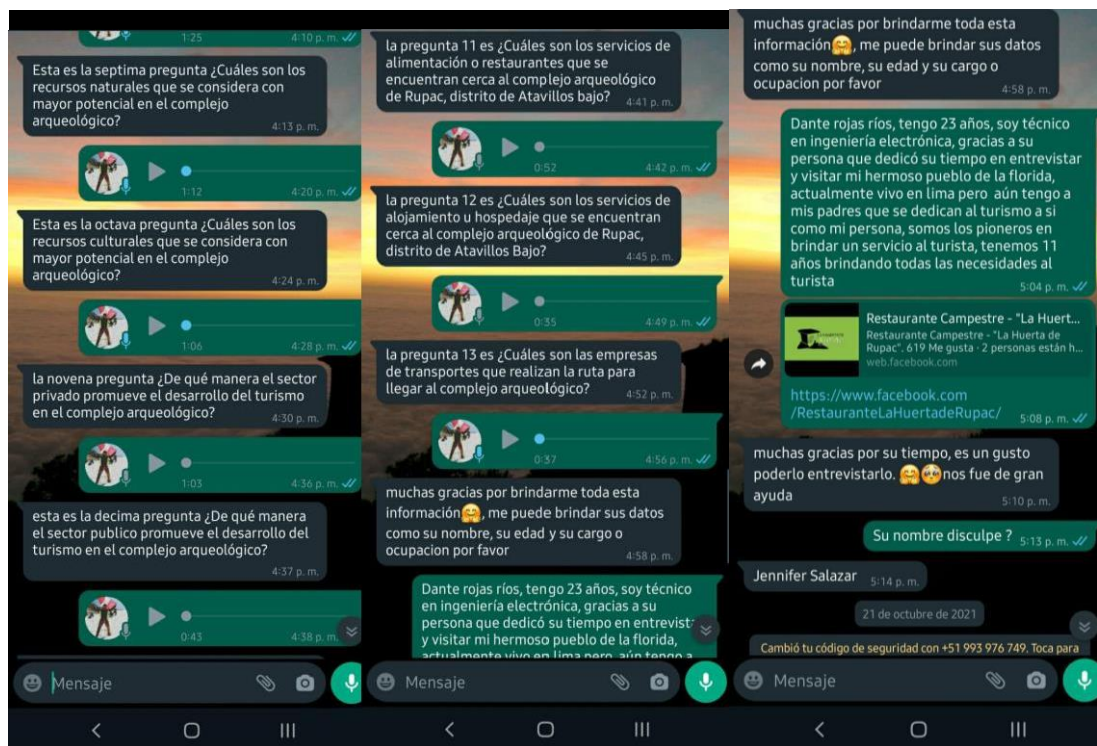 1:25
4:10 p. m.
Esta es la septima pregunta ¿Cuáles son los
recursos naturales que se considera con
mayor potencial en el complejo
arqueológico?
4:13 p. m.
1:12
4:20 p. m.
Esta es la octava pregunta ¿Cuáles son los
recursos culturales que se considera con
mayor potencial en el complejo
arqueológico?
4:24 p. m.
1:06
4:28 p. m.
la novena pregunta ¿De qué manera el sector
privado promueve el desarrollo del turismo
en el complejo arqueológico?
4:30 p. m.
1:03
4:36 p. m.
esta es la decima pregunta ¿De qué manera
el sector publico promueve el desarrollo del
turismo en el complejo arqueológico?
4:37 p. m.
0:43
4:38 p. m.
Mensaje
la pregunta 11 es ¿Cuáles son los servicios de
alimentación o restaurantes que se
encuentran cerca al complejo arqueológico
de Rupac, distrito de Atavillos bajo?
4:41 p. m.
0:52
4:42 p. m.
la pregunta 12 es ¿Cuáles son los servicios de
alojamiento u hospedaje que se encuentran
cerca al complejo arqueológico de Rupac,
distrito de Atavillos Bajo?
4:45 p. m.
0:35
4:49 p. m.
la pregunta 13 es ¿Cuáles son las empresas
de transportes que realizan la ruta para
llegar al complejo arqueológico?
4:52 p. m.
0:37
4:56 p. m.
muchas gracias por brindarme toda esta
información🤗, me puede brindar sus datos
como su nombre, su edad y su cargo o
ocupacion por favor
4:58 p. m.
Dante rojas ríos, tengo 23 años, soy técnico
en ingeniería electrónica, gracias a su
persona que dedicó su tiempo en entrevist
y visitar mi hermoso pueblo de la florida,
actualmente vivo en lima pero aún tengo a
Mensaje
muchas gracias por brindarme toda esta
información🤗, me puede brindar sus datos
como su nombre, su edad y su cargo o
ocupacion por favor
4:58 p. m.
Dante rojas ríos, tengo 23 años, soy técnico
en ingeniería electrónica, gracias a su
persona que dedicó su tiempo en entrevistar
y visitar mi hermoso pueblo de la florida,
actualmente vivo en lima pero aún tengo a
mis padres que se dedican al turismo a si
como mi persona, somos los pioneros en
brindar un servicio al turista, tenemos 11
años brindando todas las necesidades al
turista
5:04 p. m.
Restaurante Campestre - "La Huert...
Restaurante Campestre - "La Huerta de
Rupac". 619 Me gusta · 2 personas están h...
web.facebook.com
https://www.facebook.com
/RestauranteLaHuertadeRupac/
5:08 p. m.
muchas gracias por su tiempo, es un gusto
poderlo entrevistarlo. 🤗🥺nos fue de gran
ayuda
5:10 p. m.
Su nombre disculpe ?
5:13 p. m.
Jennifer Salazar
5:14 p. m.
21 de octubre de 2021
Cambió tu código de seguridad con +51 993 976 749. Toca para
Mensaje